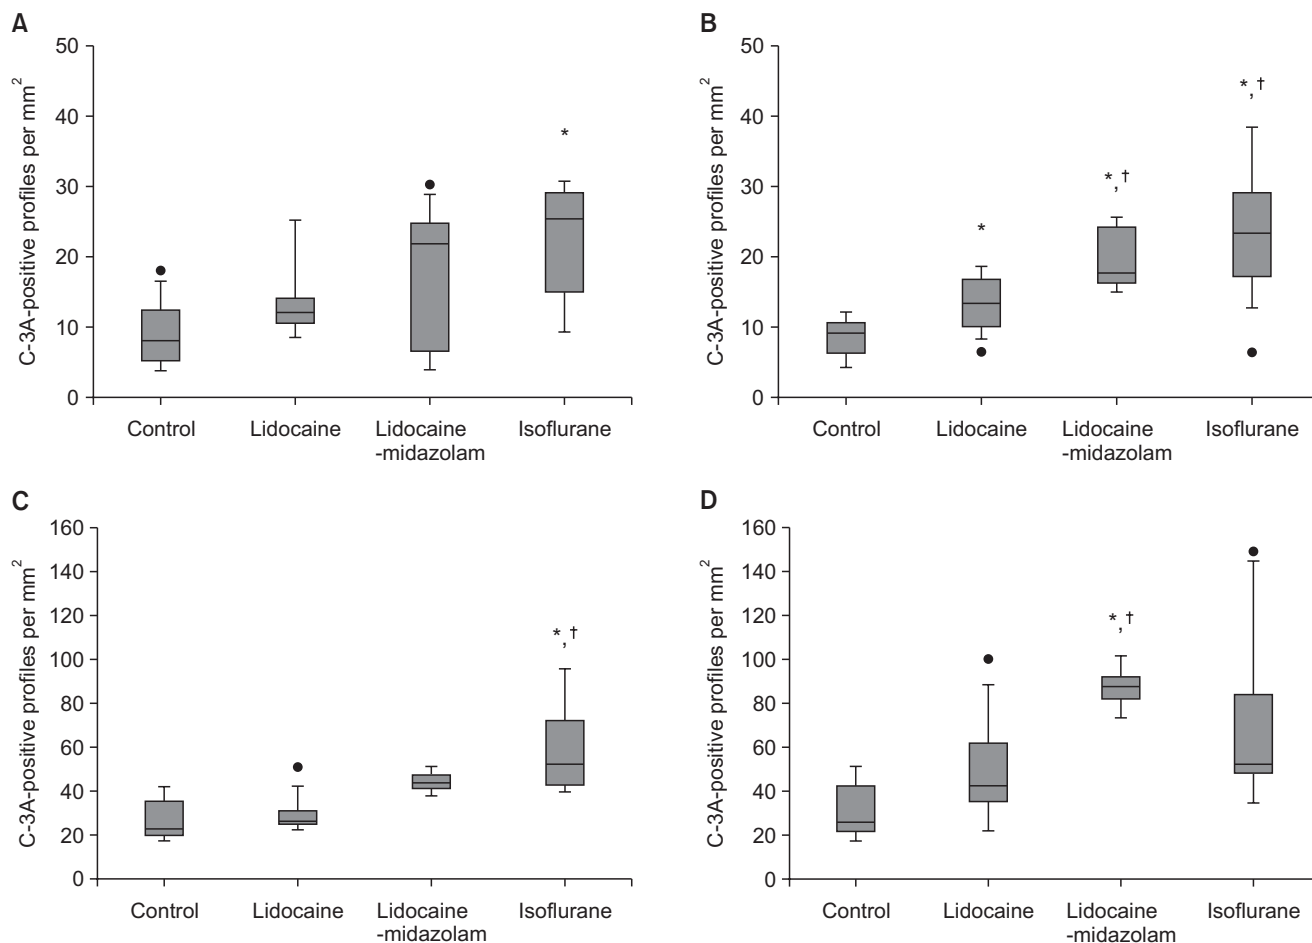 A
C-3A-positive profiles per mm²
50
40
30
20
10
0
*
Control
Lidocaine
Lidocaine
-midazolam
Isoflurane
B
C-3A-positive profiles per mm²
50
40
30
20
10
0
*
*,†
*,†
Control
Lidocaine
Lidocaine
-midazolam
Isoflurane
C
C-3A-positive profiles per mm²
160
140
120
100
80
60
40
20
0
*,†
Control
Lidocaine
Lidocaine
-midazolam
Isoflurane
D
C-3A-positive profiles per mm²
160
140
120
100
80
60
40
20
0
*,†
Control
Lidocaine
Lidocaine
-midazolam
Isoflurane